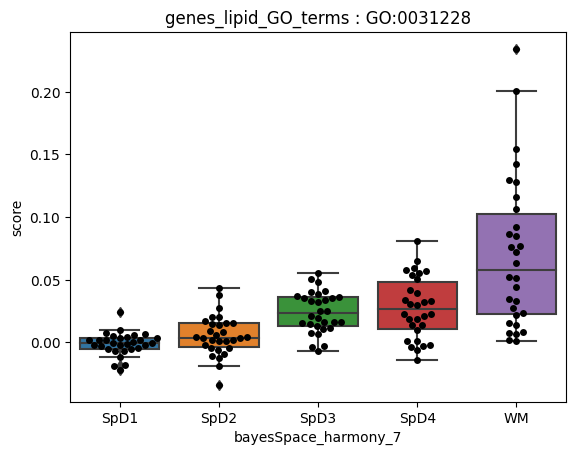 genes_lipid_GO_terms : GO:0031228
score
0.20
0.15
0.10
0.05
0.00
SpD1 SpD2 SpD3 SpD4 WM
bayesSpace_harmony_7